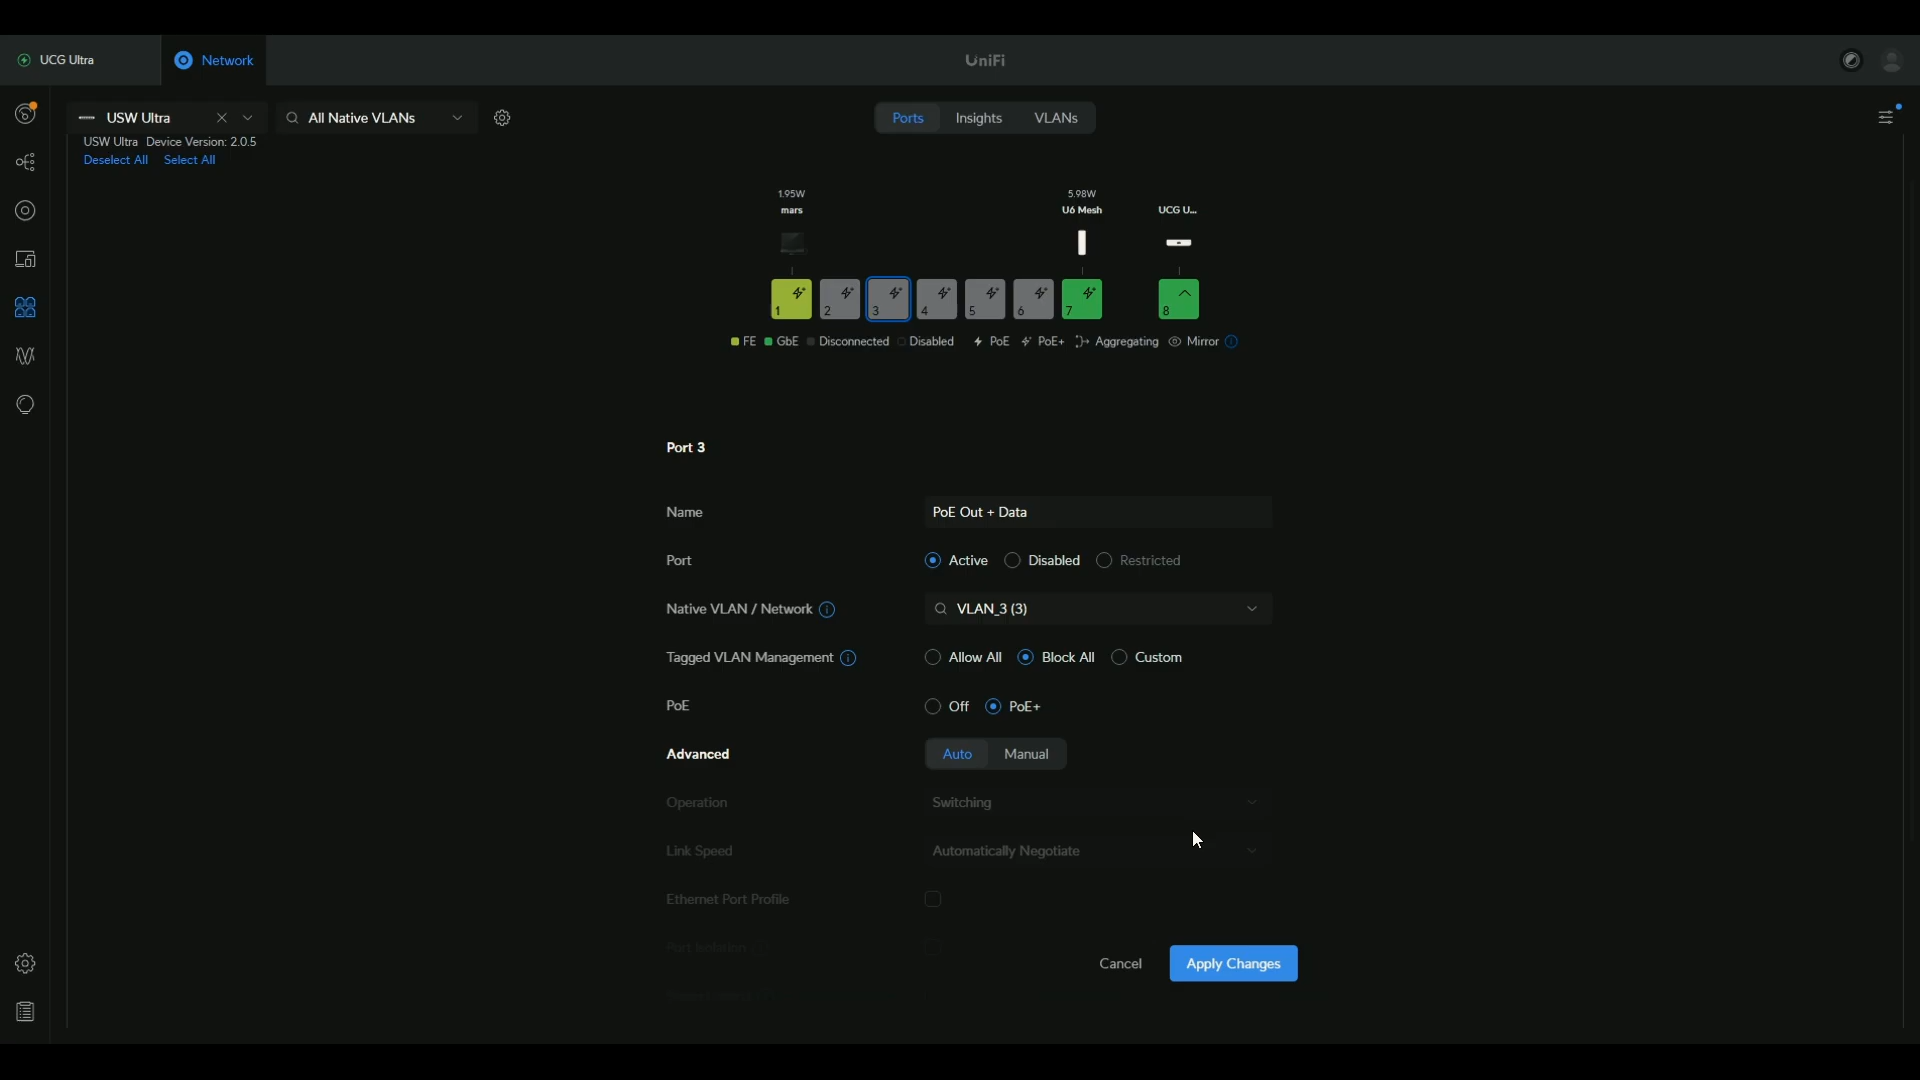 UCG Ultra
Network
UniFi
USW Ultra
All Native VLANs
Ports Insights VLANs
USW Ultra Device Version: 2.0.5
Deselect All Select All
1.95W
mars
5.98W
U6 Mesh
UCG U...
1 2 3 4 5 6 7 8
FE GbE Disconnected Disabled PoE PoE+ Aggregating Mirror
Port 3
Name PoE Out + Data
Port Active Disabled Restricted
Native VLAN / Network VLAN_3 (3)
Tagged VLAN Management Allow All Block All Custom
PoE Off PoE+
Advanced Auto Manual
Operation Switching
Link Speed Automatically Negotiate
Ethernet Port Profile
Port Isolation
Cancel Apply Changes